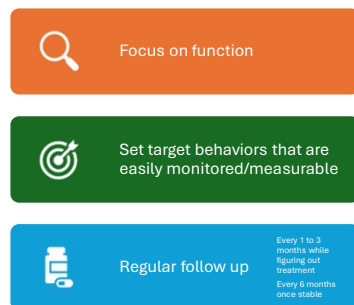 Focus on function
Set target behaviors that are
easily monitored/measurable
Regular follow up
Every 1 to 3
months while
figuring out
treatment
Every 6 months
once stable